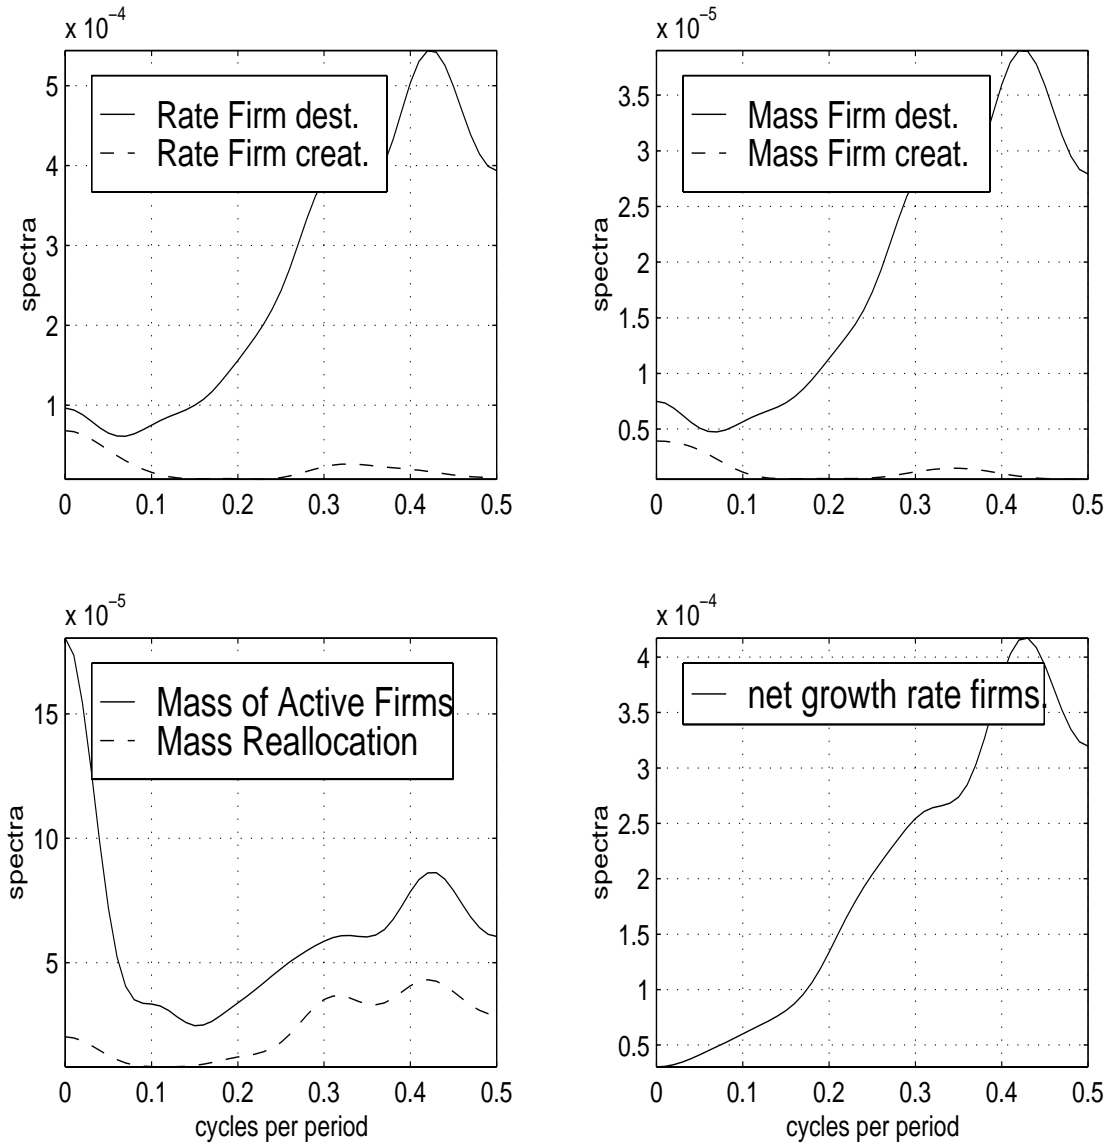 x 10⁻⁴
5
4
3
2
1
spectra
Rate Firm dest.
Rate Firm creat.
0 0.1 0.2 0.3 0.4 0.5
x 10⁻⁵
3.5
3
2.5
2
1.5
1
0.5
spectra
Mass Firm dest.
Mass Firm creat.
0 0.1 0.2 0.3 0.4 0.5
x 10⁻⁵
15
10
5
spectra
Mass of Active Firms
Mass Reallocation
0 0.1 0.2 0.3 0.4 0.5
cycles per period
x 10⁻⁴
4
3.5
3
2.5
2
1.5
1
0.5
spectra
net growth rate firms.
0 0.1 0.2 0.3 0.4 0.5
cycles per period